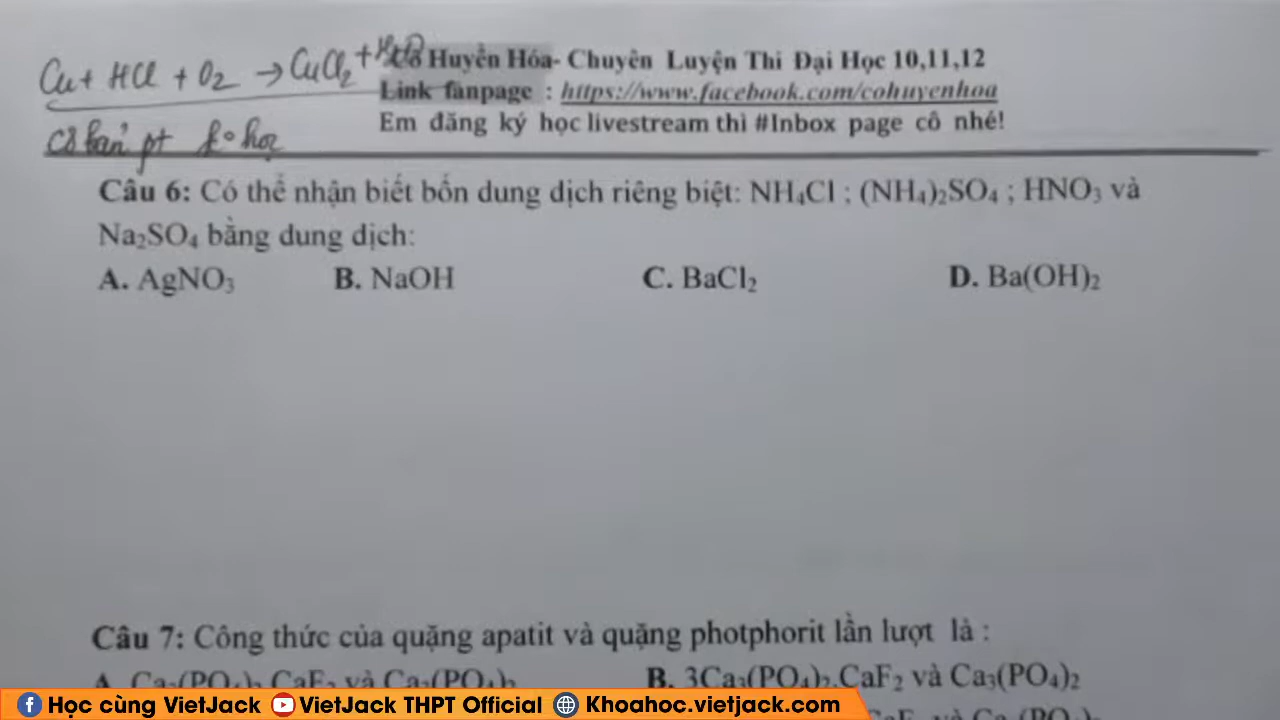 Cu + HCl + O₂ → CuCl₂ + H₂O
Huyền Hóa- Chuyên Luyện Thi Đại Học 10,11,12
Link fanpage : https://www.facebook.com/cohuyenhoa
Em đăng ký học livestream thì #Inbox page cô nhé!
Câu 6: Có thể nhận biết bốn dung dịch riêng biệt: NH₄Cl ; (NH₄)₂SO₄ ; HNO₃ và
Na₂SO₄ bằng dung dịch:
A. AgNO₃ B. NaOH C. BaCl₂ D. Ba(OH)₂
Câu 7: Công thức của quặng apatit và quặng photphorit lần lượt là :
B. 3Ca₃(PO₄)₂.CaF₂ và Ca₃(PO₄)₂
Học cùng VietJack VietJack THPT Official Khoahoc.vietjack.com